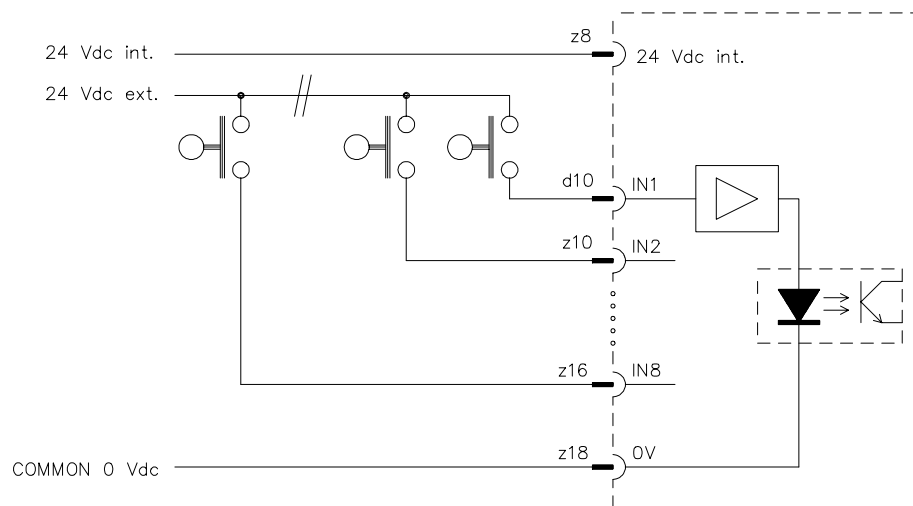 z8
24 Vdc int.
24 Vdc int.
24 Vdc ext.
d10
IN1
z10
IN2
z16
IN8
z18
0V
COMMON 0 Vdc